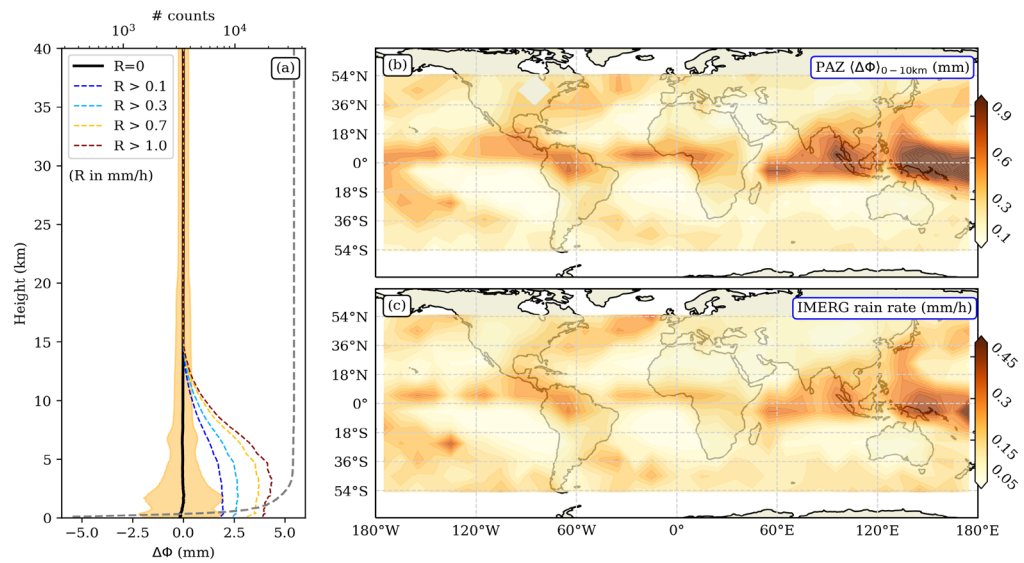 # counts
10³ 10⁴
40
35
30
25
20
15
10
5
0
Height (km)
R=0
R > 0.1
R > 0.3
R > 0.7
R > 1.0
(R in mm/h)
(a)
−5.0 −2.5 0.0 2.5 5.0
ΔΦ (mm)
(b)
PAZ ⟨ΔΦ⟩₀₋₁₀ₖₘ (mm)
54°N
36°N
18°N
0°
18°S
36°S
54°S
0.9
0.6
0.3
0.1
(c)
IMERG rain rate (mm/h)
54°N
36°N
18°N
0°
18°S
36°S
54°S
0.45
0.3
0.15
0.05
180°W 120°W 60°W 0° 60°E 120°E 180°E